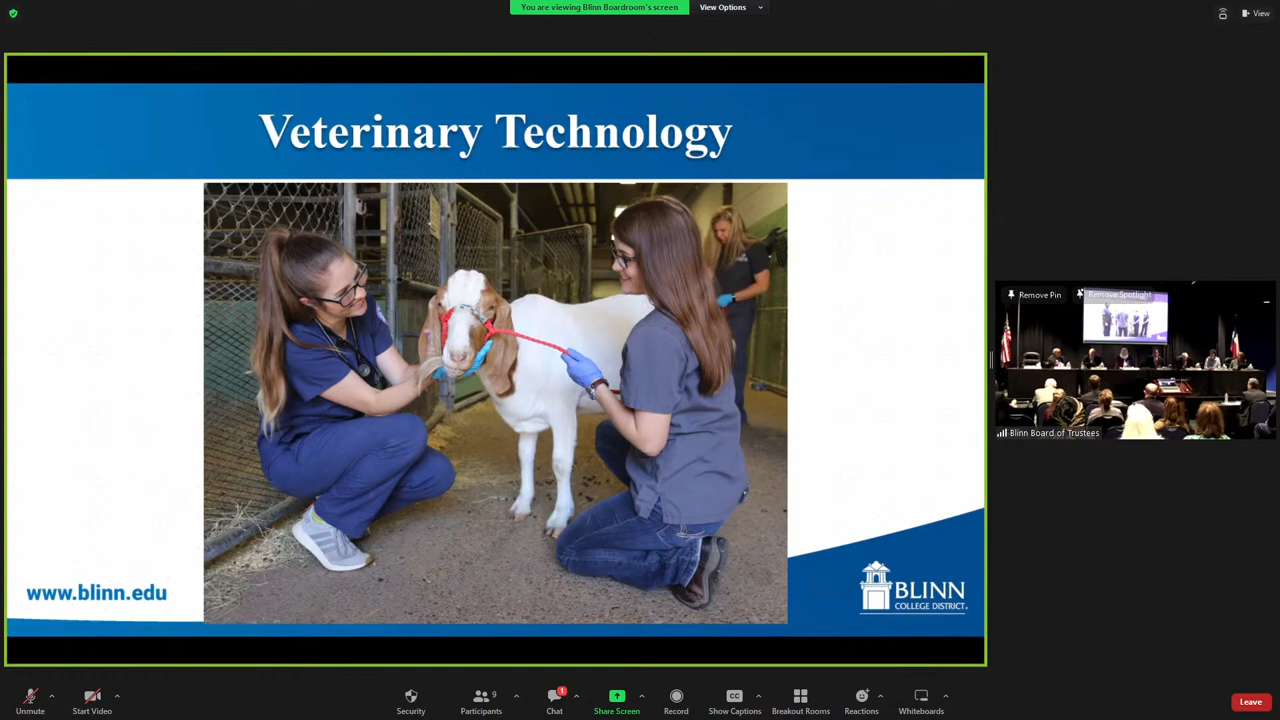 You are viewing Blinn Boardroom's screen
View Options
View
Veterinary Technology
www.blinn.edu
BLINN
COLLEGE DISTRICT
Remove Pin
Remove Spotlight
Blinn Board of Trustees
Unmute
Start Video
Security
Participants
9
Chat
1
Share Screen
Record
CC
Show Captions
Breakout Rooms
Reactions
Whiteboards
Leave